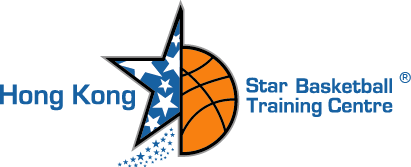 Hong Kong
Star Basketball ®
Training Centre